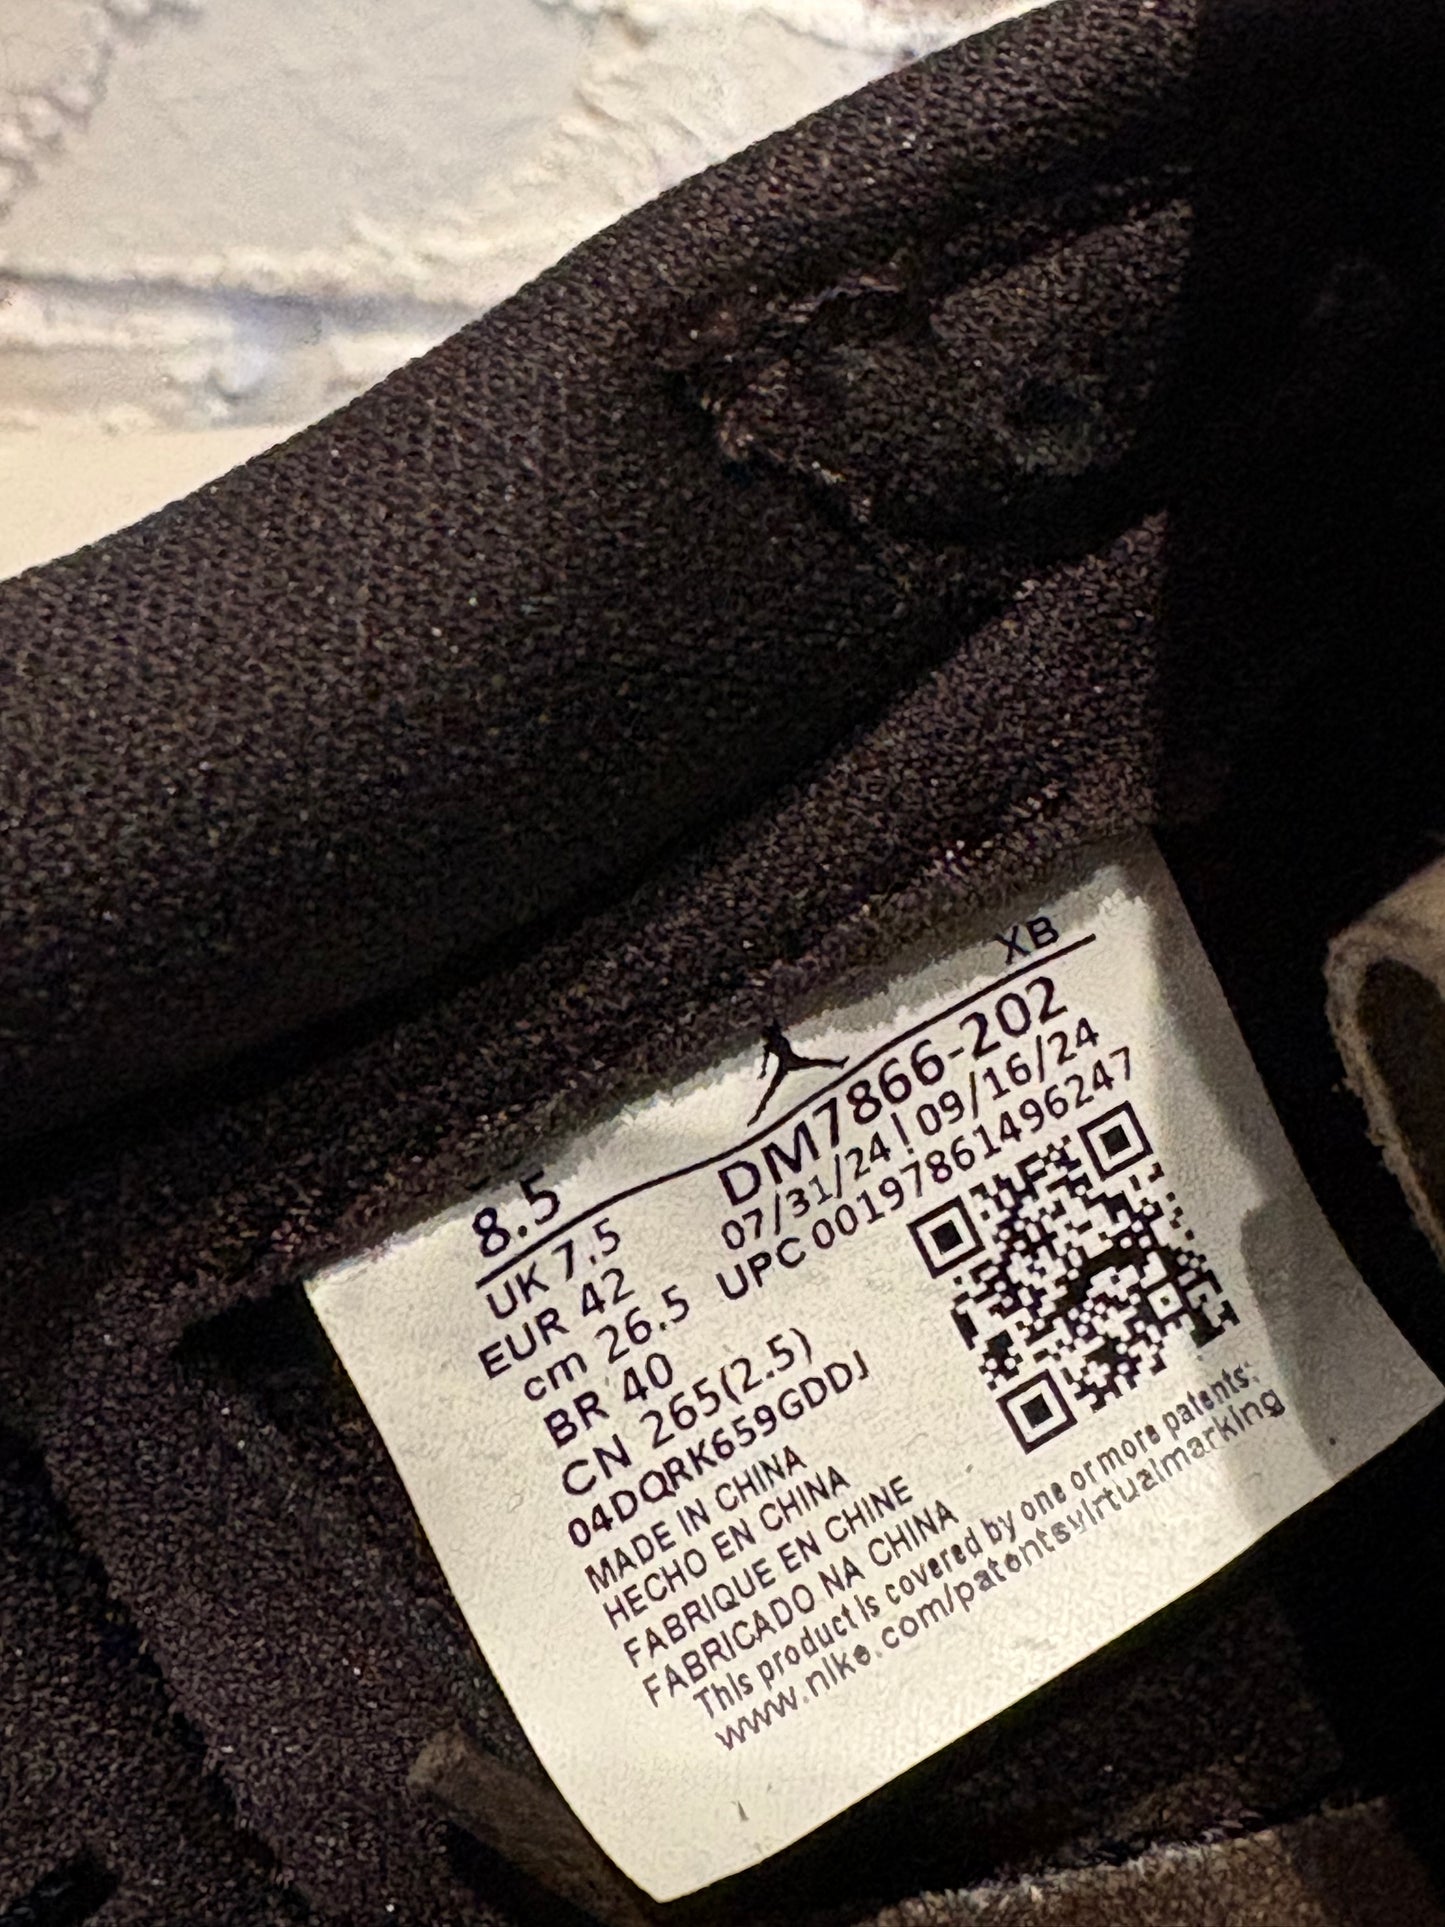 XB
8.5
DM7866-202
UK 7.5
07/31/24 | 09/16/24
EUR 42
UPC 00197861496247
cm 26.5
BR 40
CN 265(2.5)
04DQRK659GDDJ
MADE IN CHINA
HECHO EN CHINA
FABRIQUE EN CHINE
FABRICADO NA CHINA
This product is covered by one or more patents:
www.nike.com/patentsvirtualmarking